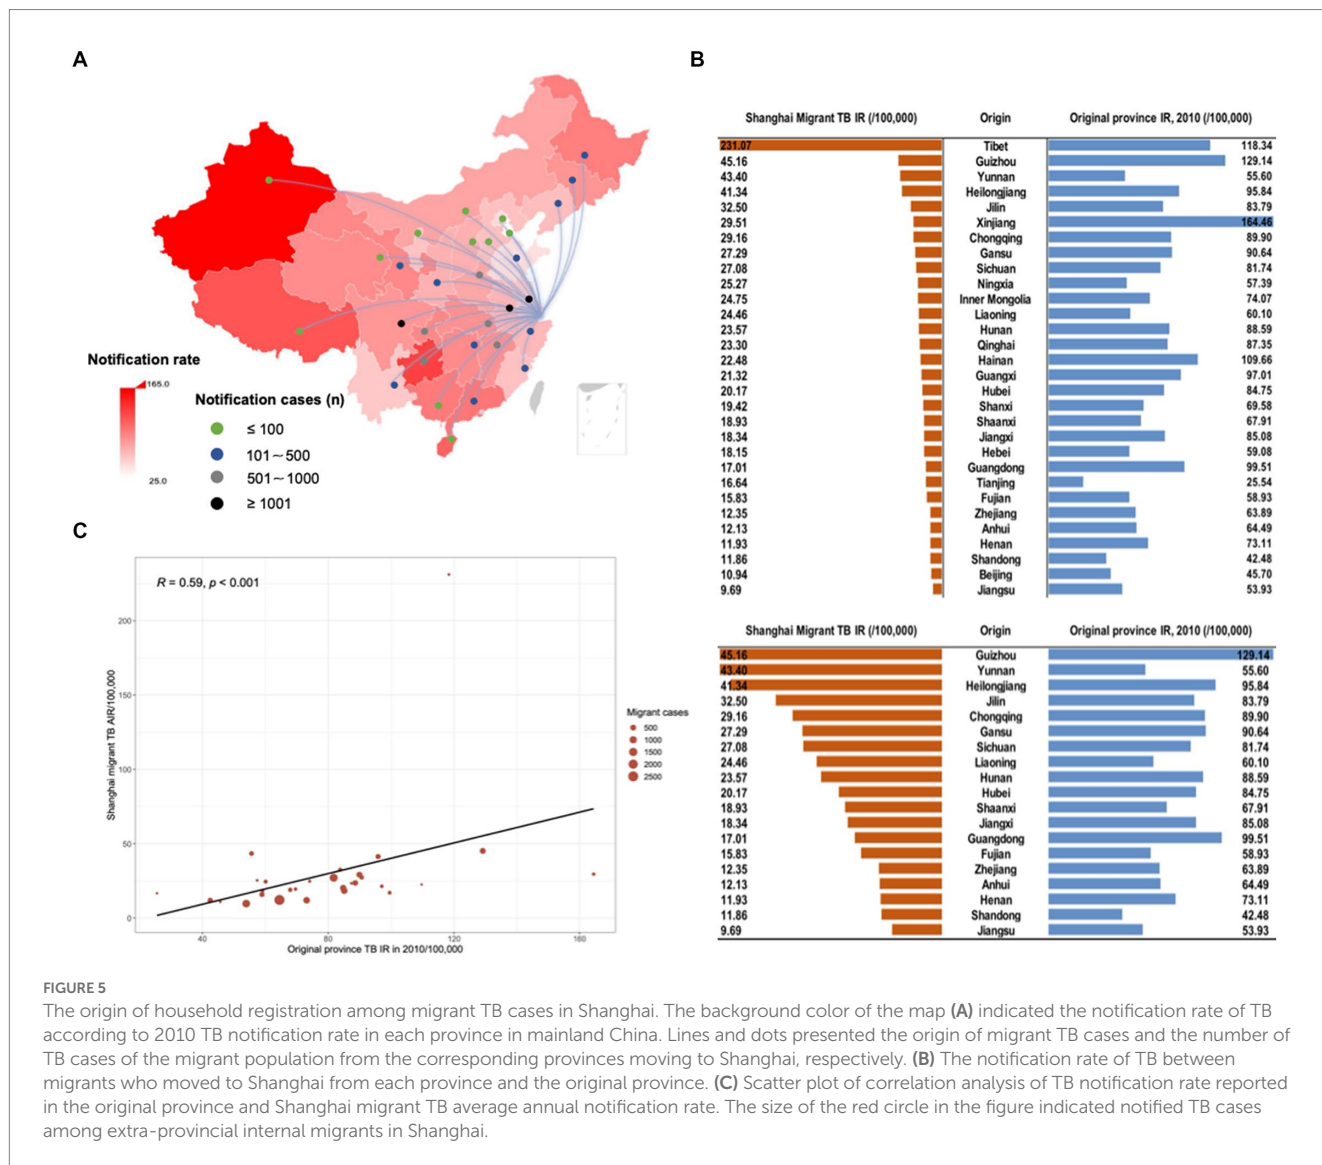 A
Notification rate
165.0
25.0
Notification cases (n)
≤ 100
101～500
501～1000
≥ 1001
B
Shanghai Migrant TB IR (/100,000) Origin Original province IR, 2010 (/100,000)
231.07 Tibet 118.34
45.16 Guizhou 129.14
43.40 Yunnan 55.60
41.34 Heilongjiang 95.84
32.50 Jilin 83.79
29.51 Xinjiang 164.46
29.16 Chongqing 89.90
27.29 Gansu 90.64
27.08 Sichuan 81.74
25.27 Ningxia 57.39
24.75 Inner Mongolia 74.07
24.46 Liaoning 60.10
23.57 Hunan 88.59
23.30 Qinghai 87.35
22.48 Hainan 109.66
21.32 Guangxi 97.01
20.17 Hubei 84.75
19.42 Shanxi 69.58
18.93 Shaanxi 67.91
18.34 Jiangxi 85.08
18.15 Hebei 59.08
17.01 Guangdong 99.51
16.64 Tianjing 25.54
15.83 Fujian 58.93
12.35 Zhejiang 63.89
12.13 Anhui 64.49
11.93 Henan 73.11
11.86 Shandong 42.48
10.94 Beijing 45.70
9.69 Jiangsu 53.93
Shanghai Migrant TB IR (/100,000) Origin Original province IR, 2010 (/100,000)
45.16 Guizhou 129.14
43.40 Yunnan 55.60
41.34 Heilongjiang 95.84
32.50 Jilin 83.79
29.16 Chongqing 89.90
27.29 Gansu 90.64
27.08 Sichuan 81.74
24.46 Liaoning 60.10
23.57 Hunan 88.59
20.17 Hubei 84.75
18.93 Shaanxi 67.91
18.34 Jiangxi 85.08
17.01 Guangdong 99.51
15.83 Fujian 58.93
12.35 Zhejiang 63.89
12.13 Anhui 64.49
11.93 Henan 73.11
11.86 Shandong 42.48
9.69 Jiangsu 53.93
C
R = 0.59, p < 0.001
Shanghai migrant TB AIR/100,000
200
150
100
50
0
40 80 120 160
Original province TB IR in 2010/100,000
Migrant cases
500
1000
1500
2000
2500
FIGURE 5
The origin of household registration among migrant TB cases in Shanghai. The background color of the map (A) indicated the notification rate of TB
according to 2010 TB notification rate in each province in mainland China. Lines and dots presented the origin of migrant TB cases and the number of
TB cases of the migrant population from the corresponding provinces moving to Shanghai, respectively. (B) The notification rate of TB between
migrants who moved to Shanghai from each province and the original province. (C) Scatter plot of correlation analysis of TB notification rate reported
in the original province and Shanghai migrant TB average annual notification rate. The size of the red circle in the figure indicated notified TB cases
among extra-provincial internal migrants in Shanghai.